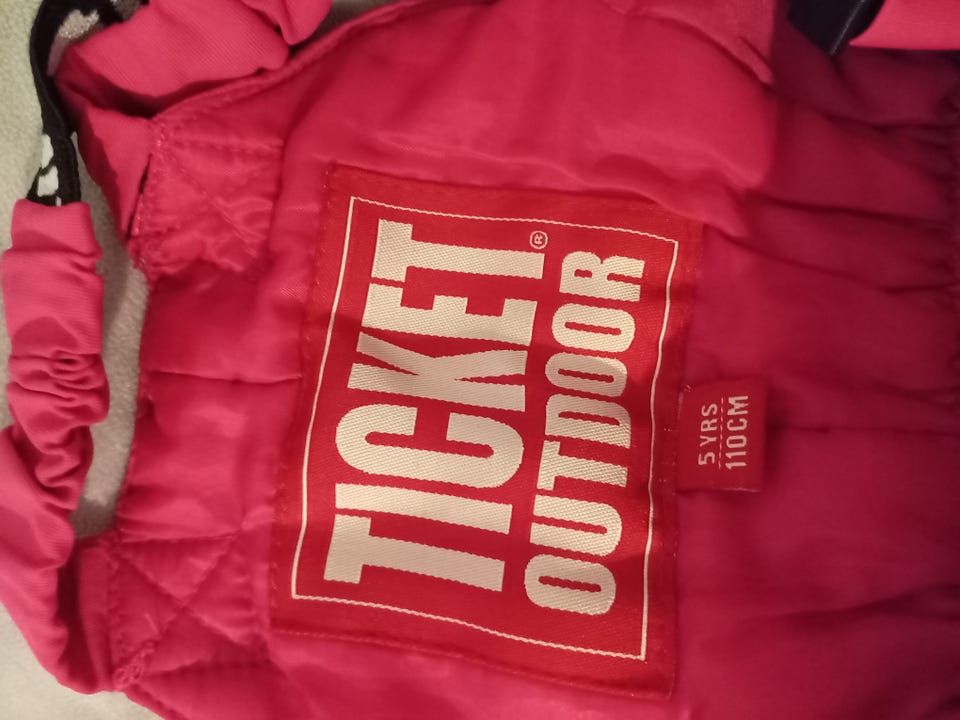 TICKET®
OUTDOOR
5 YRS
110CM